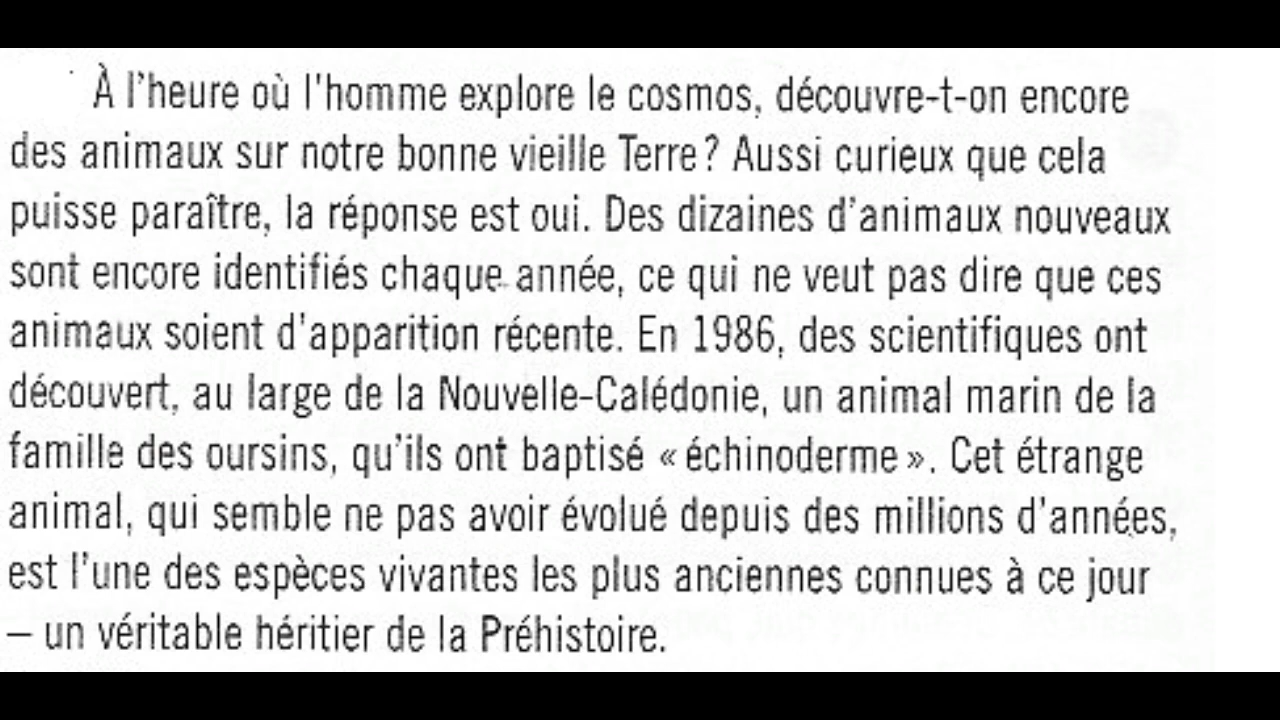 À l'heure où l'homme explore le cosmos, découvre-t-on encore
des animaux sur notre bonne vieille Terre ? Aussi curieux que cela
puisse paraître, la réponse est oui. Des dizaines d'animaux nouveaux
sont encore identifiés chaque année, ce qui ne veut pas dire que ces
animaux soient d'apparition récente. En 1986, des scientifiques ont
découvert, au large de la Nouvelle-Calédonie, un animal marin de la
famille des oursins, qu'ils ont baptisé « échinoderme ». Cet étrange
animal, qui semble ne pas avoir évolué depuis des millions d'années,
est l'une des espèces vivantes les plus anciennes connues à ce jour
– un véritable héritier de la Préhistoire.